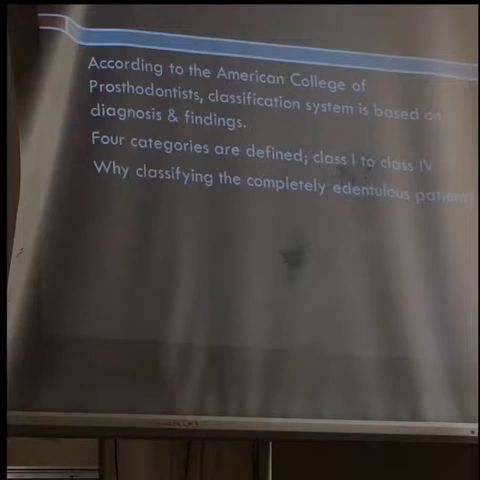 According to the American College of
Prosthodontists, classification system is based on
diagnosis & findings.
Four categories are defined; class I to class IV
Why classifying the completely edentulous patient